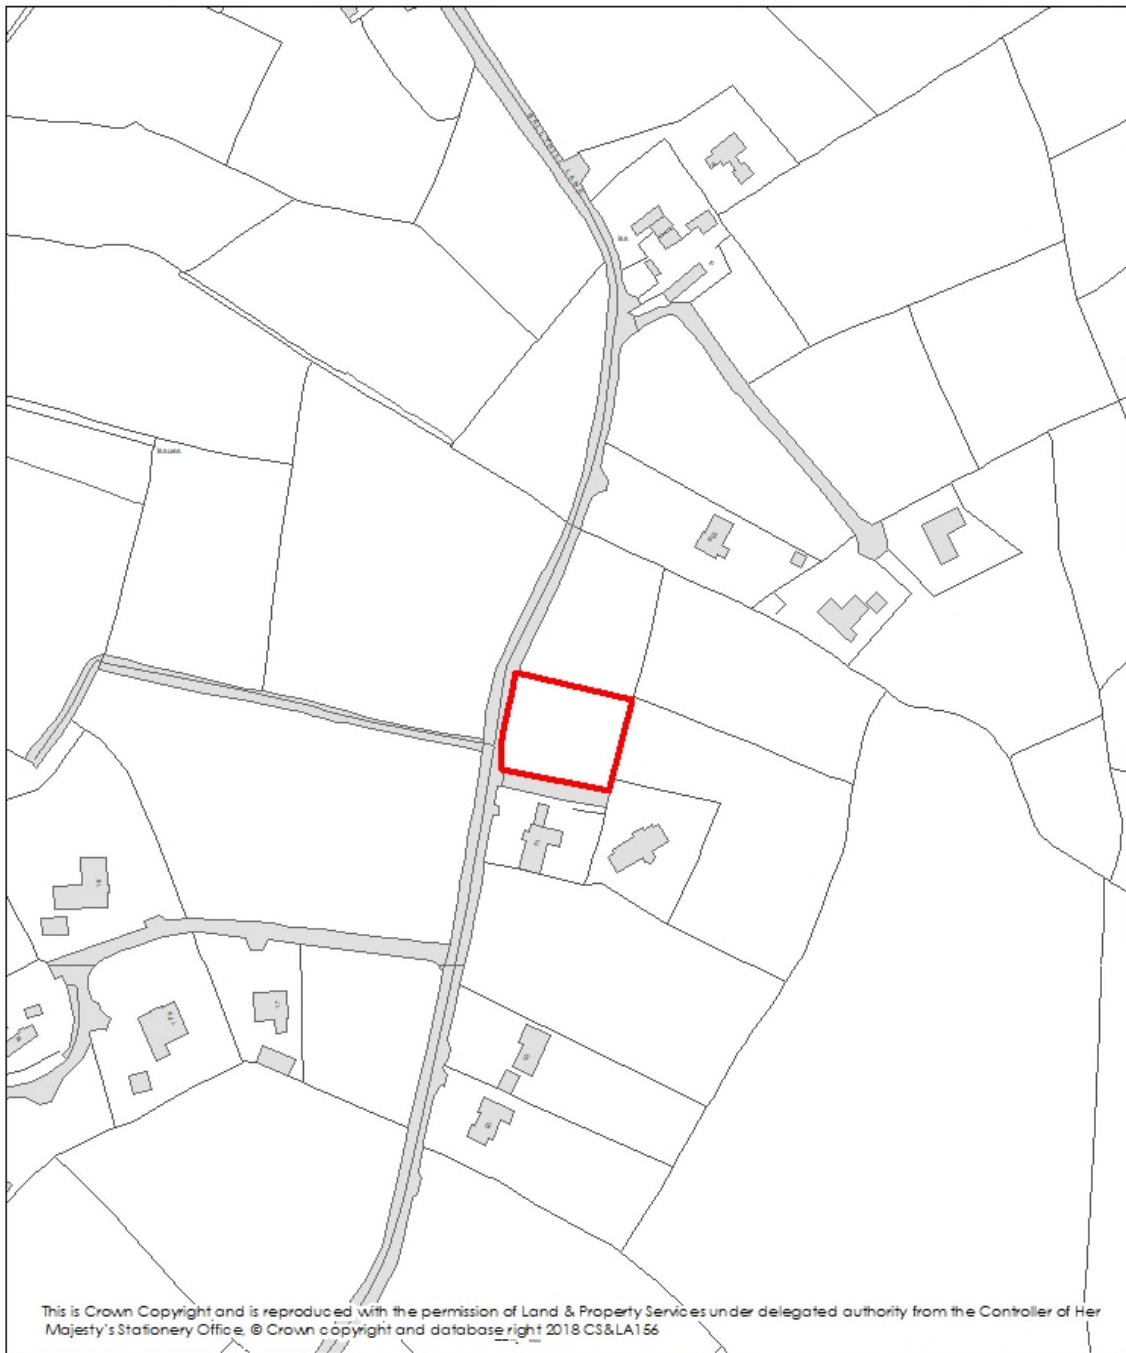 This is Crown Copyright and is reproduced with the permission of Land & Property Services under delegated authority from the Controller of Her
Majesty's Stationery Office, © Crown copyright and database right 2018 CS&LA156